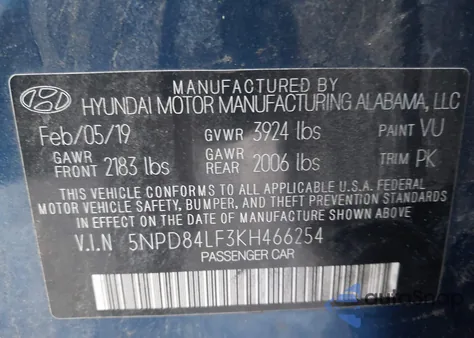 MANUFACTURED BY
HYUNDAI MOTOR MANUFACTURING ALABAMA, LLC
Feb/05/19 GVWR 3924 lbs PAINT VU
GAWR FRONT 2183 lbs GAWR REAR 2006 lbs TRIM PK
THIS VEHICLE CONFORMS TO ALL APPLICABLE U.S.A. FEDERAL
MOTOR VEHICLE SAFETY, BUMPER, AND THEFT PREVENTION STANDARDS
IN EFFECT ON THE DATE OF MANUFACTURE SHOWN ABOVE.
V.I.N 5NPD84LF3KH466254
PASSENGER CAR
autoScoop